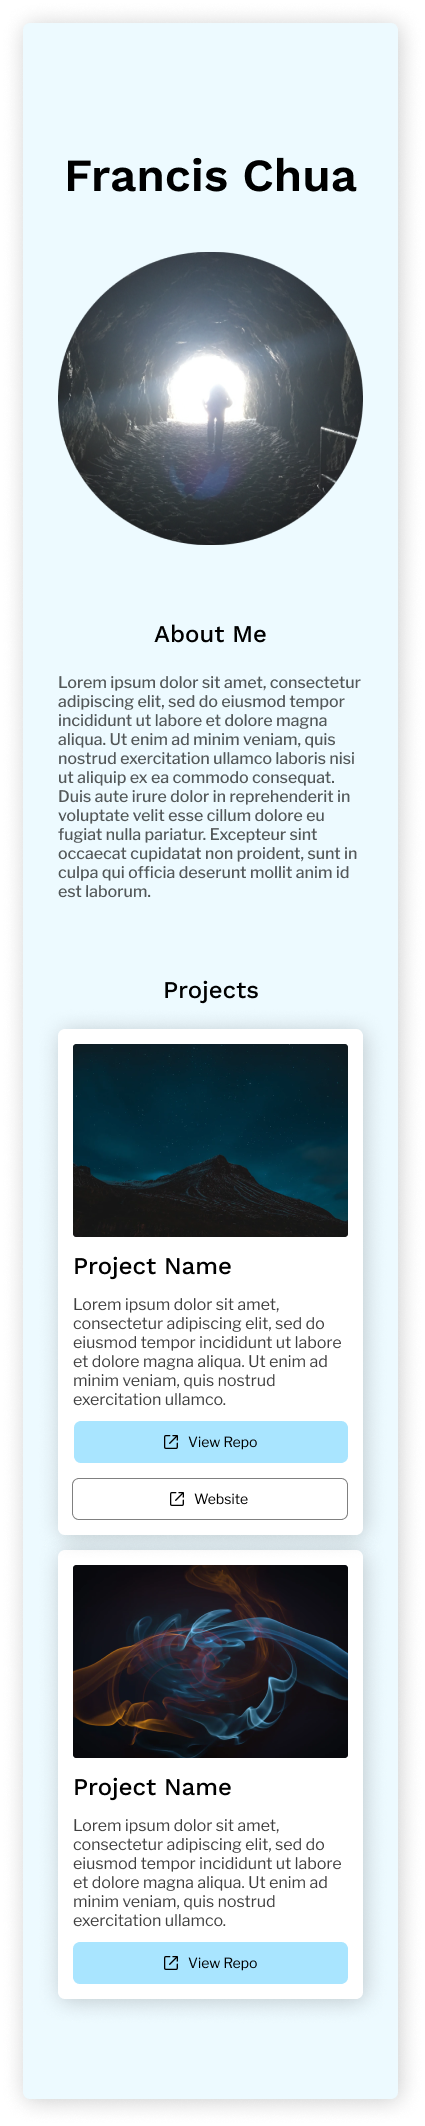 Francis Chua
About Me
Lorem ipsum dolor sit amet, consectetur
adipiscing elit, sed do eiusmod tempor
incididunt ut labore et dolore magna
aliqua. Ut enim ad minim veniam, quis
nostrud exercitation ullamco laboris nisi
ut aliquip ex ea commodo consequat.
Duis aute irure dolor in reprehenderit in
voluptate velit esse cillum dolore eu
fugiat nulla pariatur. Excepteur sint
occaecat cupidatat non proident, sunt in
culpa qui officia deserunt mollit anim id
est laborum.
Projects
Project Name
Lorem ipsum dolor sit amet,
consectetur adipiscing elit, sed do
eiusmod tempor incididunt ut labore
et dolore magna aliqua. Ut enim ad
minim veniam, quis nostrud
exercitation ullamco.
View Repo
Website
Project Name
Lorem ipsum dolor sit amet,
consectetur adipiscing elit, sed do
eiusmod tempor incididunt ut labore
et dolore magna aliqua. Ut enim ad
minim veniam, quis nostrud
exercitation ullamco.
View Repo